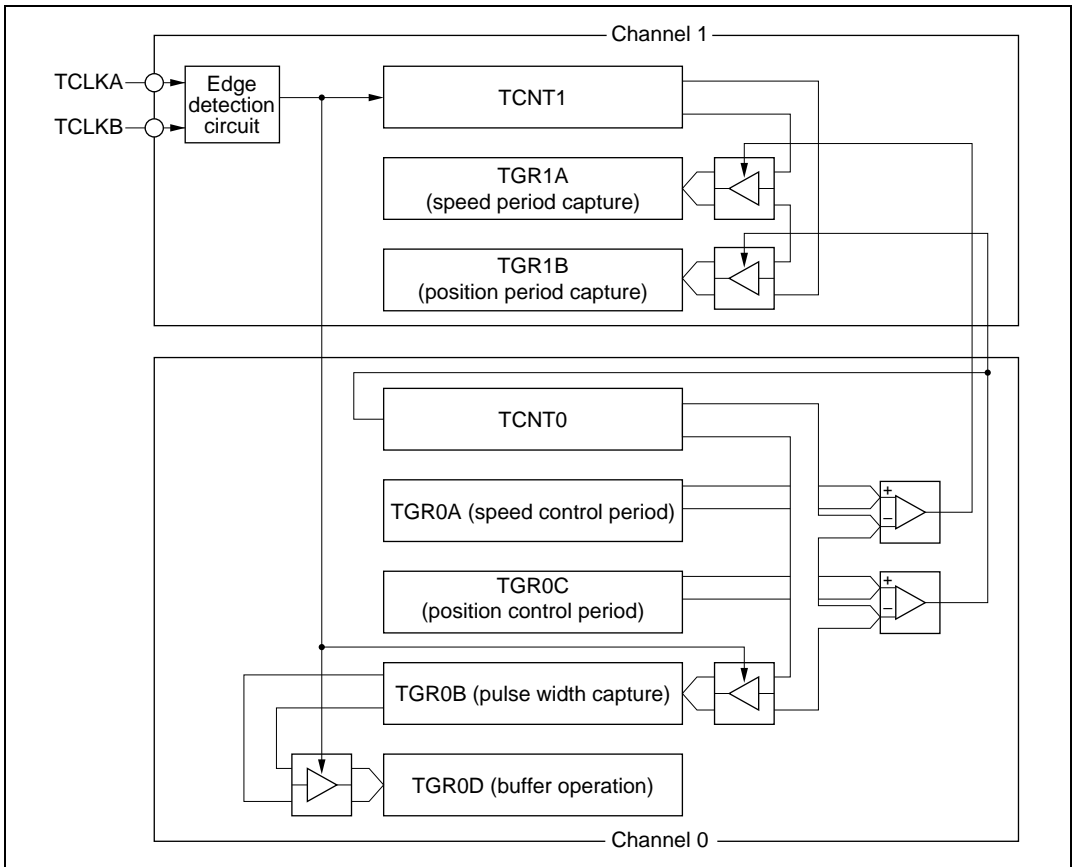 Channel 1
TCLKA
TCLKB
Edge
detection
circuit
TCNT1
TGR1A
(speed period capture)
TGR1B
(position period capture)
TCNT0
TGR0A (speed control period)
+
−
TGR0C
(position control period)
+
−
TGR0B (pulse width capture)
TGR0D (buffer operation)
Channel 0